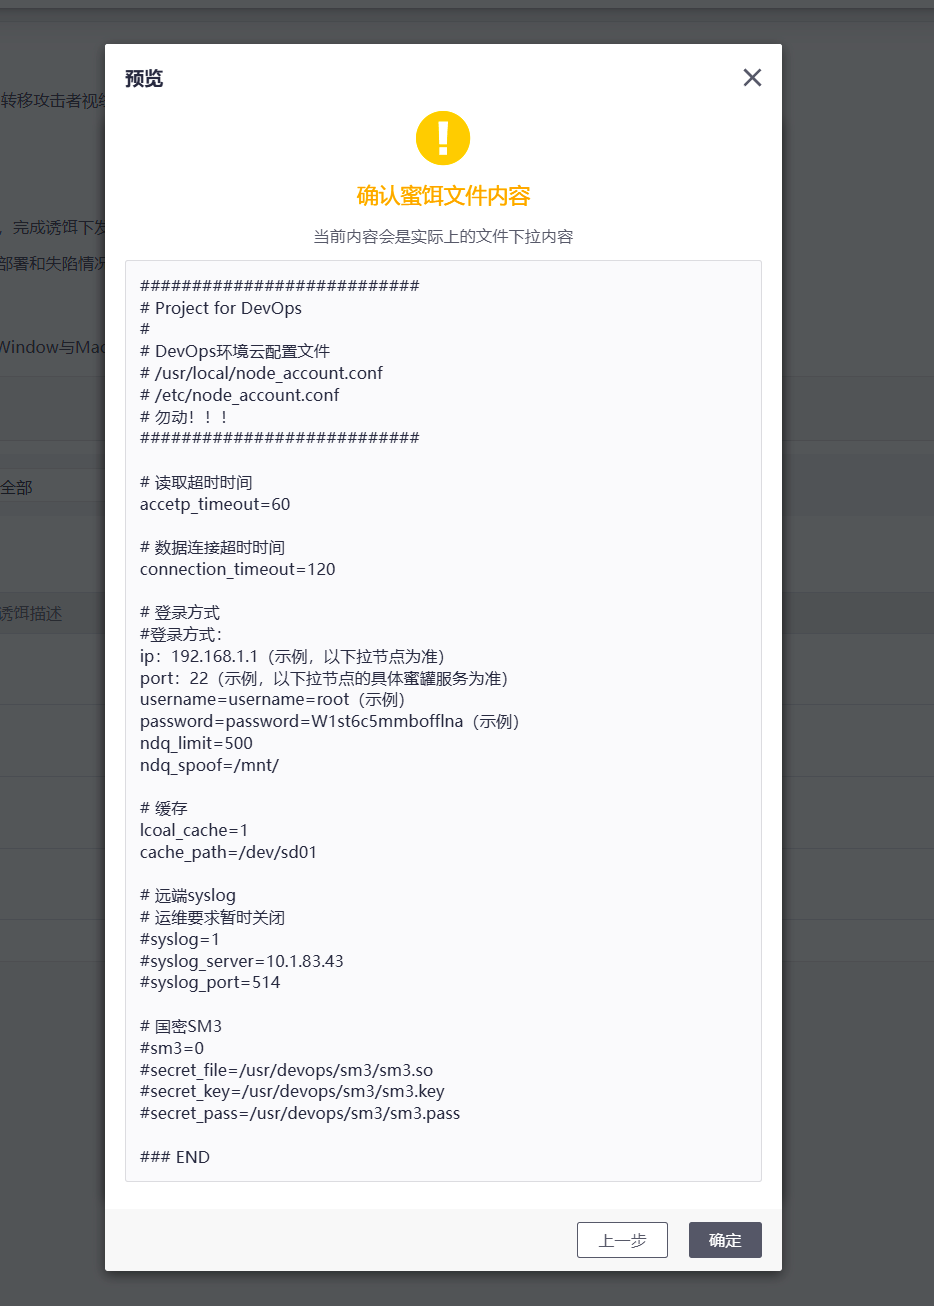 预览
转移攻击者视
确认蜜饵文件内容
当前内容会是实际上的文件下拉内容
，完成诱饵下发
部署和失陷情况
Window与Mac
全部
诱饵描述
###########################
# Project for DevOps
#
# DevOps环境云配置文件
# /usr/local/node_account.conf
# /etc/node_account.conf
# 勿动！！！
###########################
# 读取超时时间
accetp_timeout=60
# 数据连接超时时间
connection_timeout=120
# 登录方式
#登录方式：
ip：192.168.1.1（示例，以下拉节点为准）
port：22（示例，以下拉节点的具体蜜罐服务为准）
username=username=root（示例）
password=password=W1st6c5mmbofflna（示例）
ndq_limit=500
ndq_spoof=/mnt/
# 缓存
lcoal_cache=1
cache_path=/dev/sd01
# 远端syslog
# 运维要求暂时关闭
#syslog=1
#syslog_server=10.1.83.43
#syslog_port=514
# 国密SM3
#sm3=0
#secret_file=/usr/devops/sm3/sm3.so
#secret_key=/usr/devops/sm3/sm3.key
#secret_pass=/usr/devops/sm3/sm3.pass
### END
上一步
确定